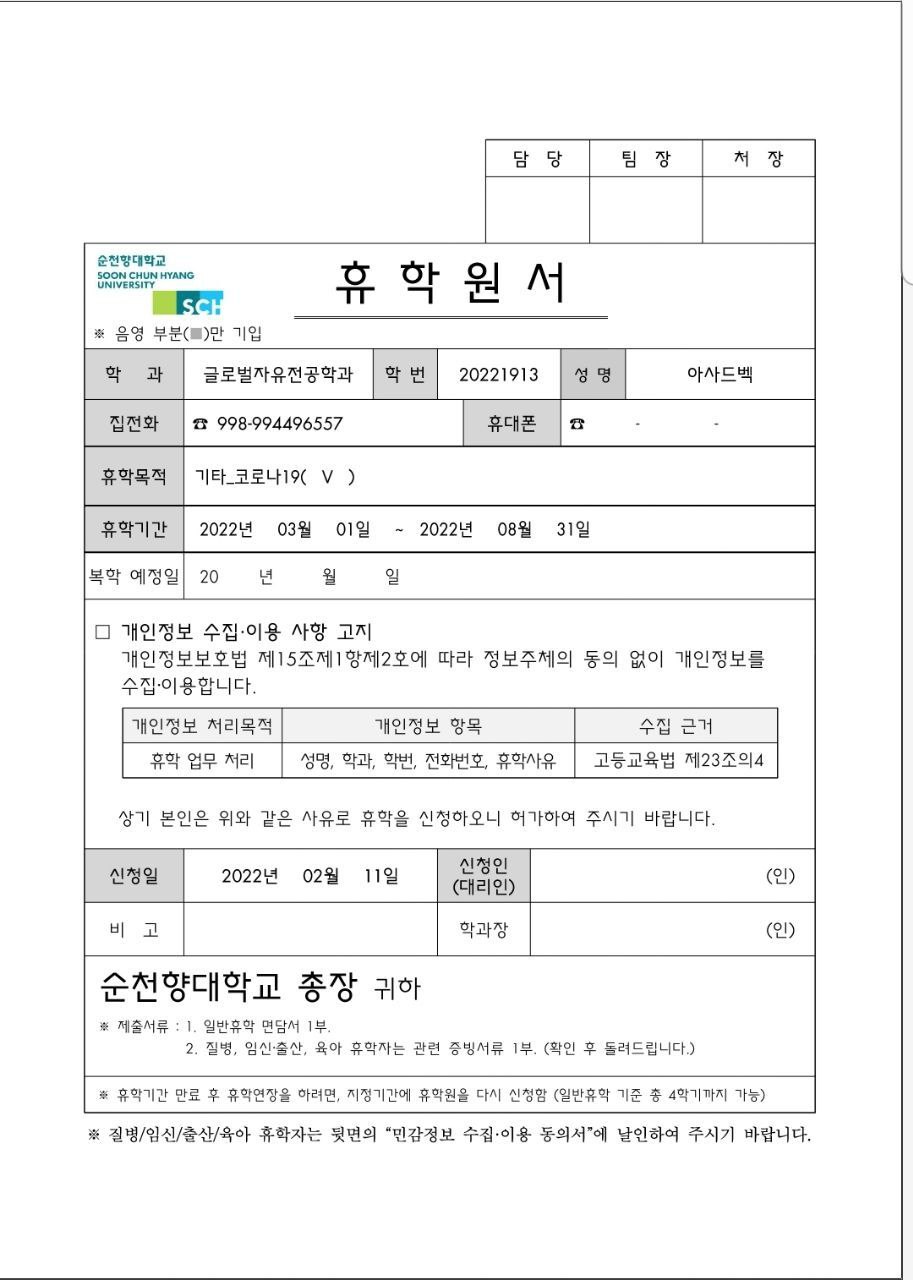 담 당 팀 장 처 장
순천향대학교
SOON CHUN HYANG
UNIVERSITY
SCH
휴 학 원 서
※ 음영 부분(■)만 기입
학 과 글로벌자유전공학과 학 번 20221913 성 명 아사드벡
집전화 ☎ 998-994496557 휴대폰 ☎ - -
휴학목적 기타_코로나19( V )
휴학기간 2022년 03월 01일 ~ 2022년 08월 31일
복학 예정일 20 년 월 일
□ 개인정보 수집·이용 사항 고지
개인정보보호법 제15조제1항제2호에 따라 정보주체의 동의 없이 개인정보를
수집·이용합니다.
개인정보 처리목적 개인정보 항목 수집 근거
휴학 업무 처리 성명, 학과, 학번, 전화번호, 휴학사유 고등교육법 제23조의4
상기 본인은 위와 같은 사유로 휴학을 신청하오니 허가하여 주시기 바랍니다.
신청일 2022년 02월 11일 신청인 (인)
(대리인)
비 고 학과장 (인)
순천향대학교 총장 귀하
※ 제출서류 : 1. 일반휴학 면담서 1부.
2. 질병, 임신·출산, 육아 휴학자는 관련 증빙서류 1부. (확인 후 돌려드립니다.)
※ 휴학기간 만료 후 휴학연장을 하려면, 지정기간에 휴학원을 다시 신청함 (일반휴학 기준 총 4학기까지 가능)
※ 질병/임신/출산/육아 휴학자는 뒷면의 “민감정보 수집·이용 동의서”에 날인하여 주시기 바랍니다.